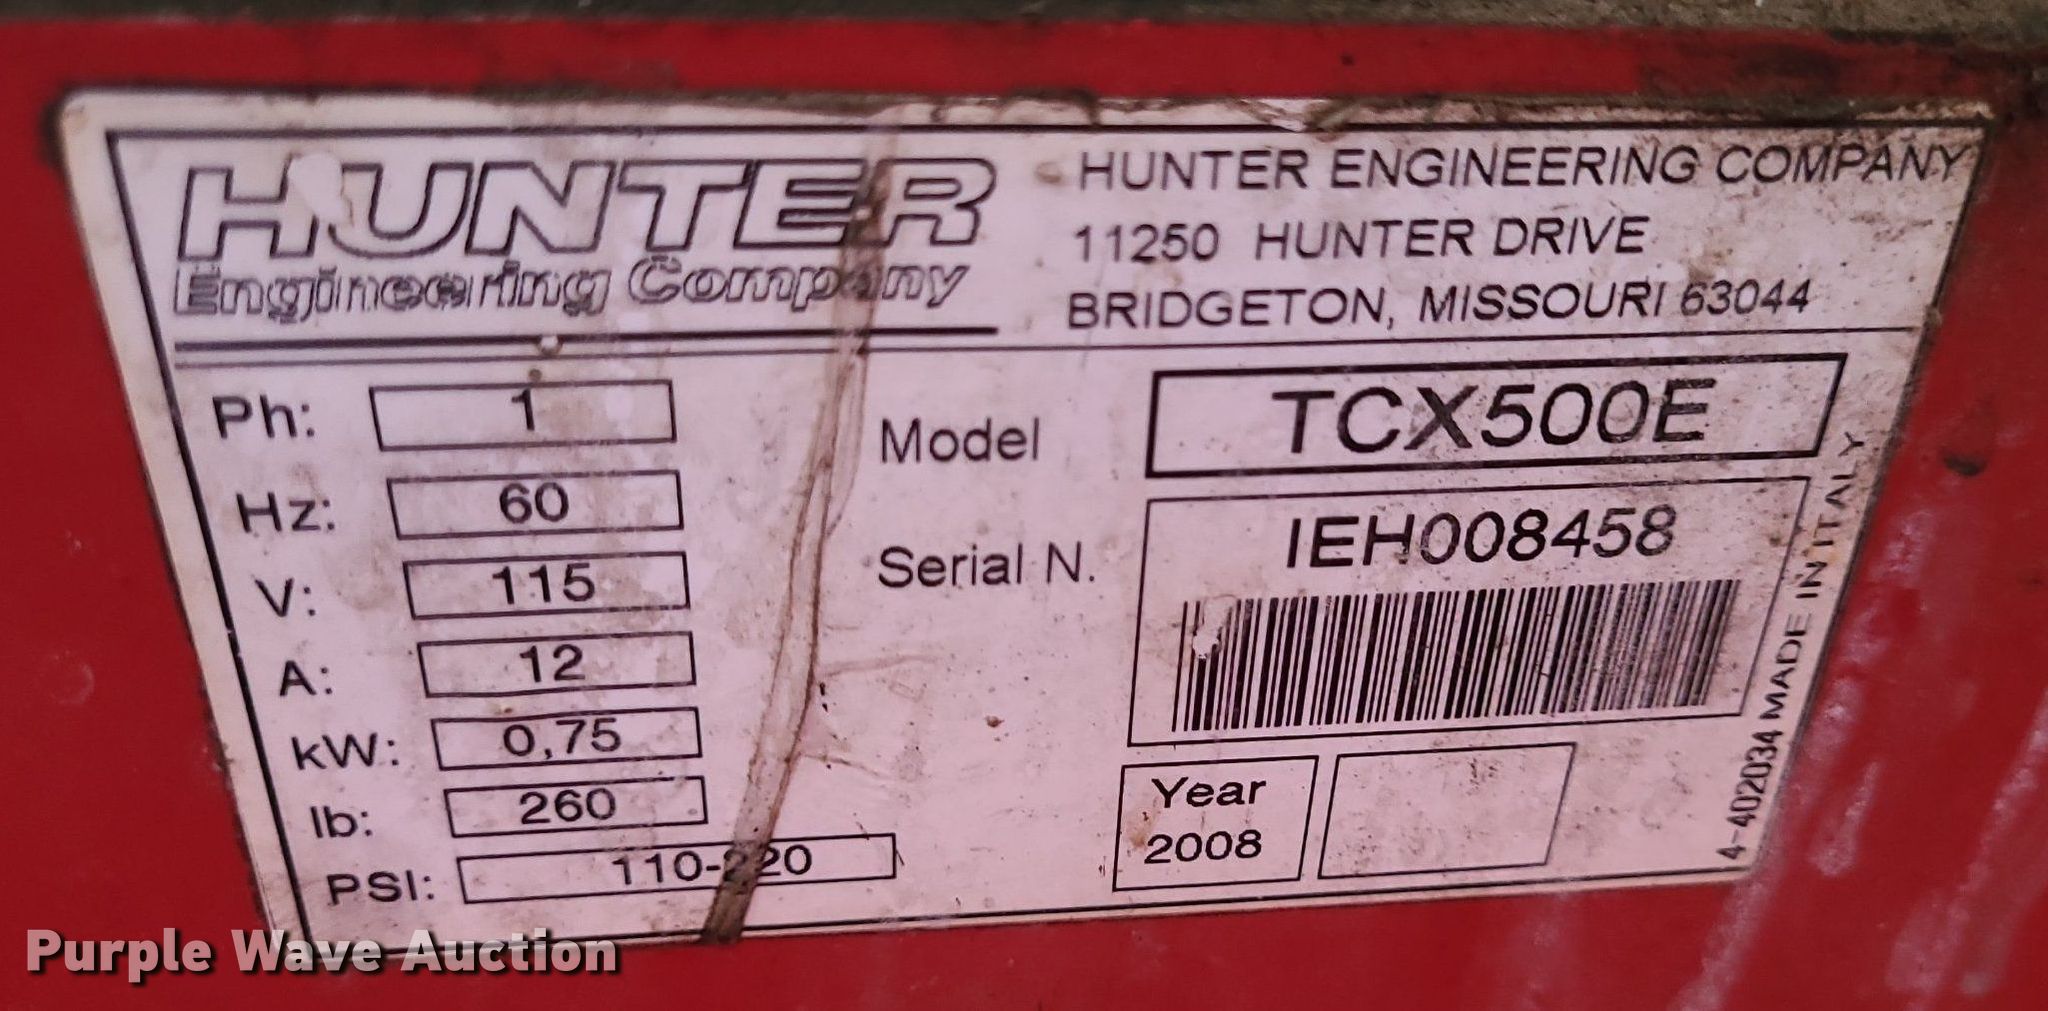 HUNTER
Engineering Company
HUNTER ENGINEERING COMPANY
11250 HUNTER DRIVE
BRIDGETON, MISSOURI 63044
Ph: 1
Hz: 60
V: 115
A: 12
kW: 0,75
lb: 260
PSI: 110-220
Model TCX500E
Serial N. IEH008458
Year
2008
4-402034 MADE IN ITALY
Purple Wave Auction